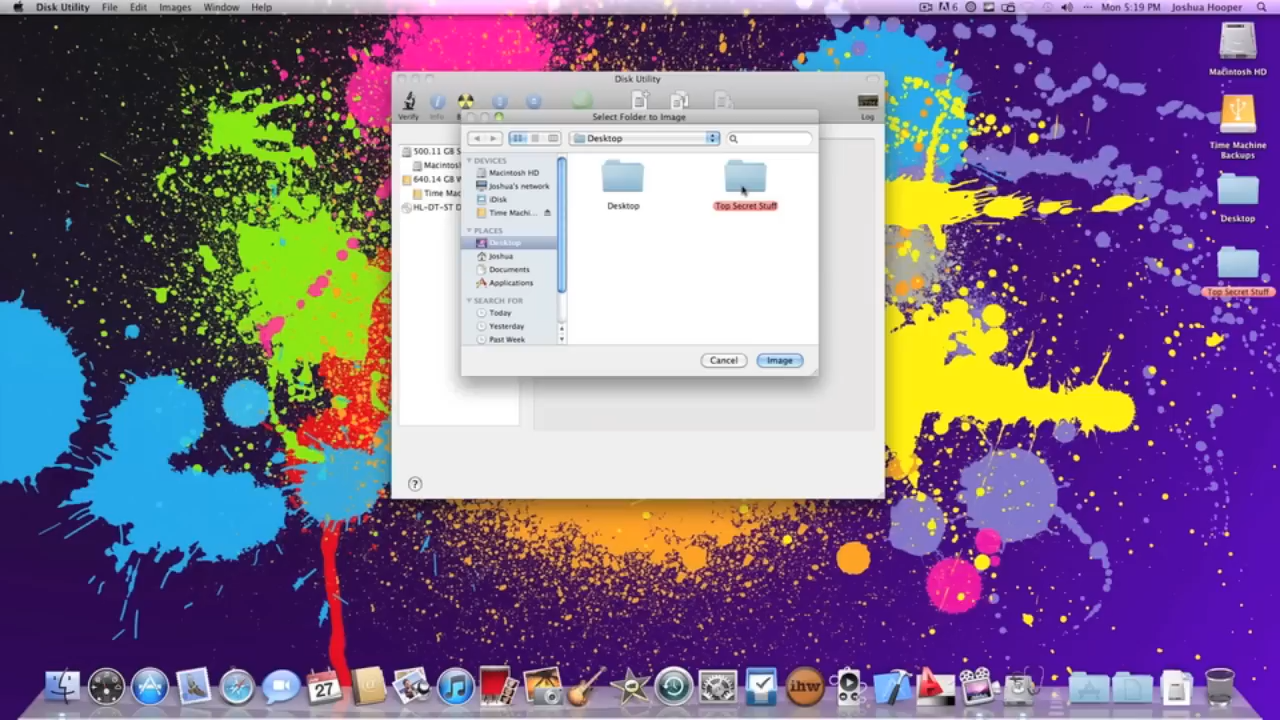 Disk Utility File Edit Images Window Help 6 Mon 5:19 PM Joshua Hooper
Macintosh HD
Time Machine
Backups
Desktop
Top Secret Stuff
Disk Utility
Verify Info Log
500.11 GB S
Macintos
640.14 GB W
Time Mac
HL-DT-ST D
Select Folder to Image
Desktop
DEVICES
Macintosh HD
Joshua's network
iDisk
Time Machi...
PLACES
Desktop
Joshua
Documents
Applications
SEARCH FOR
Today
Yesterday
Past Week
Desktop
Top Secret Stuff
Cancel Image
?
27
ihw